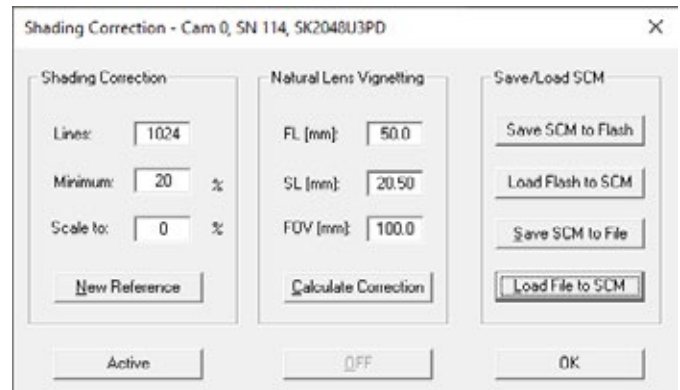 Shading Correction - Cam 0, SN 114, SK2048U3PD
Shading Correction
Lines: 1024
Minimum: 20 %
Scale to: 0 %
New Reference
Natural Lens Vignetting
FL [mm]: 50.0
SL [mm]: 20.50
FOV [mm]: 100.0
Calculate Correction
Save/Load SCM
Save SCM to Flash
Load Flash to SCM
Save SCM to File
Load File to SCM
Active
OFF
OK